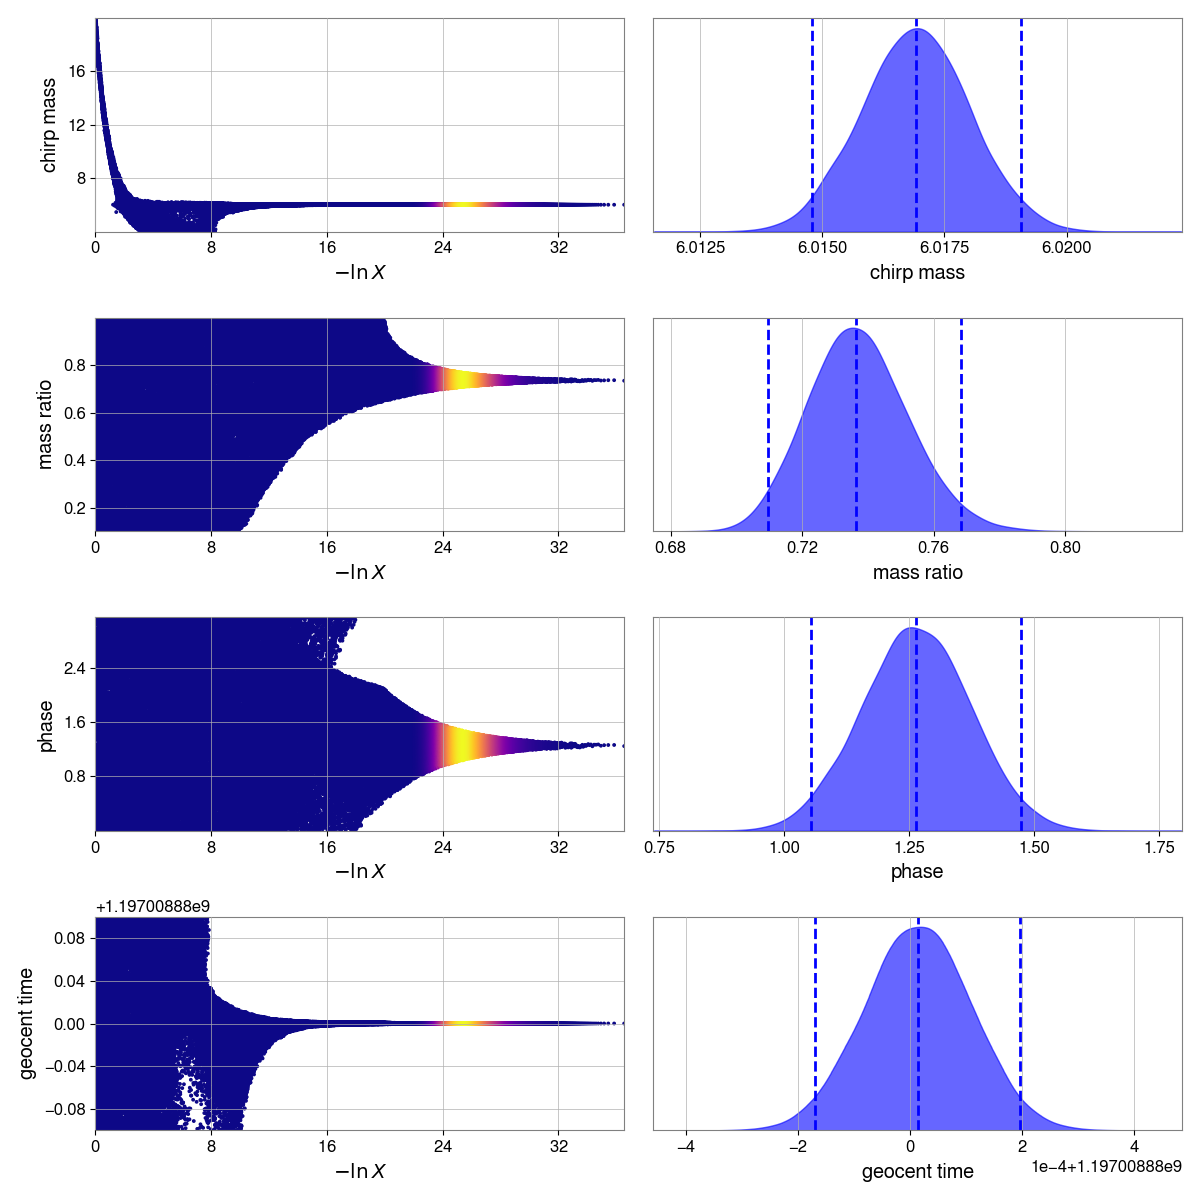 chirp mass
16
12
8
0 8 16 24 32
−ln X
6.0125 6.0150 6.0175 6.0200
chirp mass
mass ratio
0.8
0.6
0.4
0.2
0 8 16 24 32
−ln X
0.68 0.72 0.76 0.80
mass ratio
phase
2.4
1.6
0.8
0 8 16 24 32
−ln X
0.75 1.00 1.25 1.50 1.75
phase
+1.19700888e9
geocent time
0.08
0.04
0.00
−0.04
−0.08
0 8 16 24 32
−ln X
−4 −2 0 2 4
1e−4+1.19700888e9
geocent time